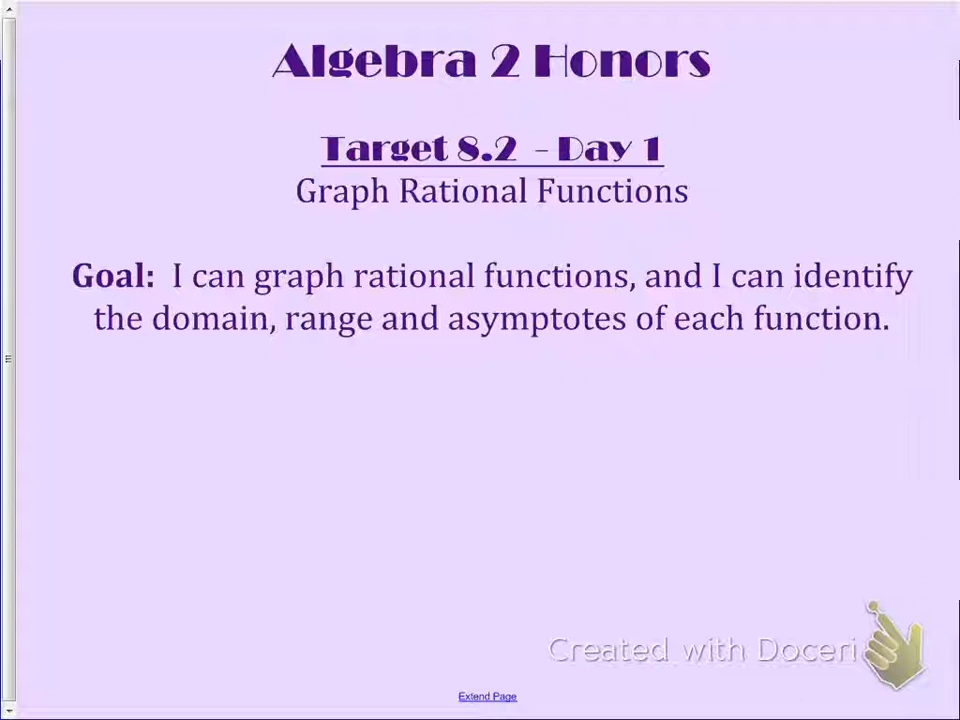 Algebra 2 Honors
Target 8.2 - Day 1
Graph Rational Functions
Goal: I can graph rational functions, and I can identify
the domain, range and asymptotes of each function.
Created with Doceri
Extend Page